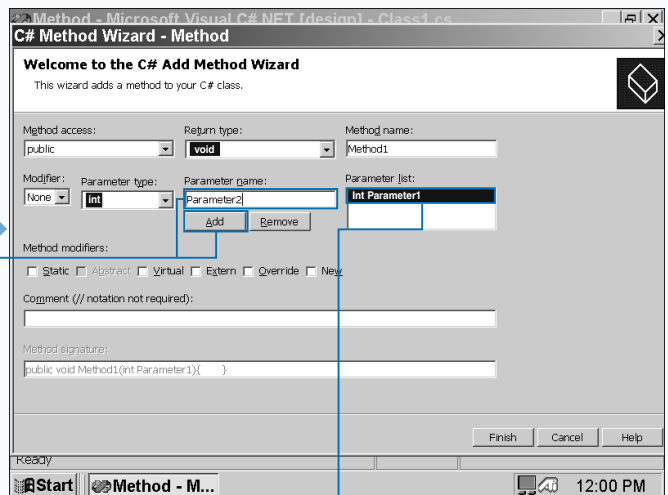 Method - Microsoft Visual C# NET [design] - Class1.cs
C# Method Wizard - Method
Welcome to the C# Add Method Wizard
This wizard adds a method to your C# class.
Method access: Return type: Method name:
public void Method1
Modifier: Parameter type: Parameter name: Parameter list:
None int Parameter2 Int Parameter1
Add Remove
Method modifiers:
Static Abstract Virtual Extern Override New
Comment (// notation not required):
Method signature:
public void Method1(int Parameter1){ }
Finish Cancel Help
Ready
Start Method - M... 12:00 PM